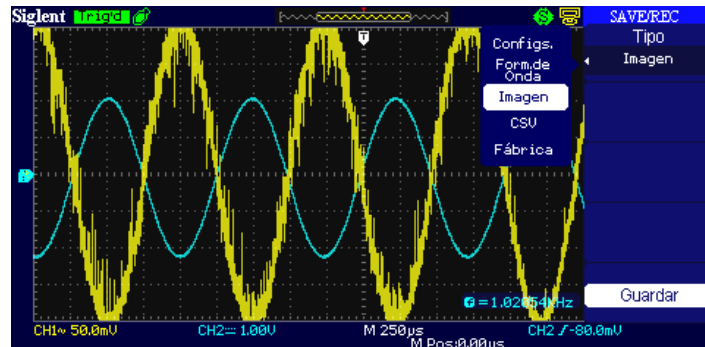 Siglent Trig'd
SAVE/REC
Tipo
Imagen
T
Configs.
Form.de
Onda
Imagen
CSV
Fábrica
=1.02054kHz
Guardar
CH1~ 50.0mV CH2 1.00V M 250µs CH2 -80.0mV
M Pos:0.00µs